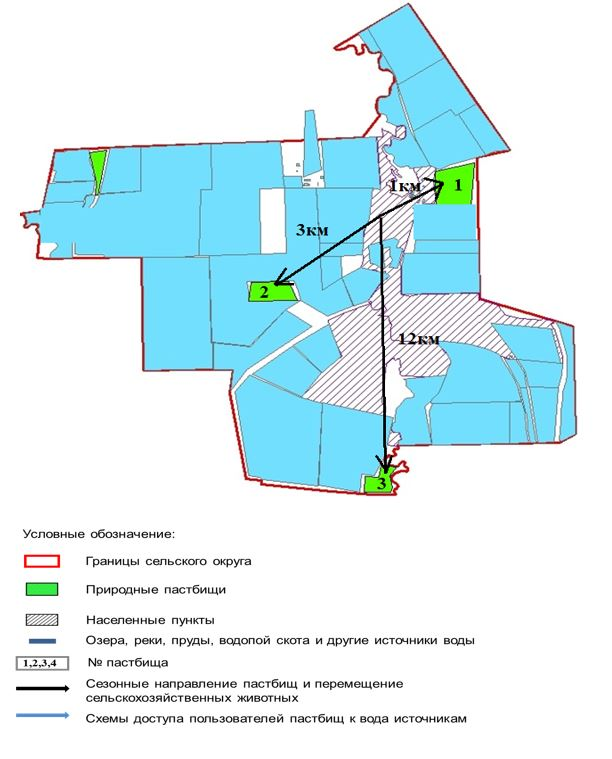 1км
1
3км
2
12км
3
Условные обозначение:
Границы сельского округа
Природные пастбищи
Населенные пункты
Озера, реки, пруды, водопой скота и другие источники воды
1,2,3,4 № пастбища
Сезонные направление пастбищ и перемещение
сельскохозяйственных животных
Схемы доступа пользователей пастбищ к вода источникам